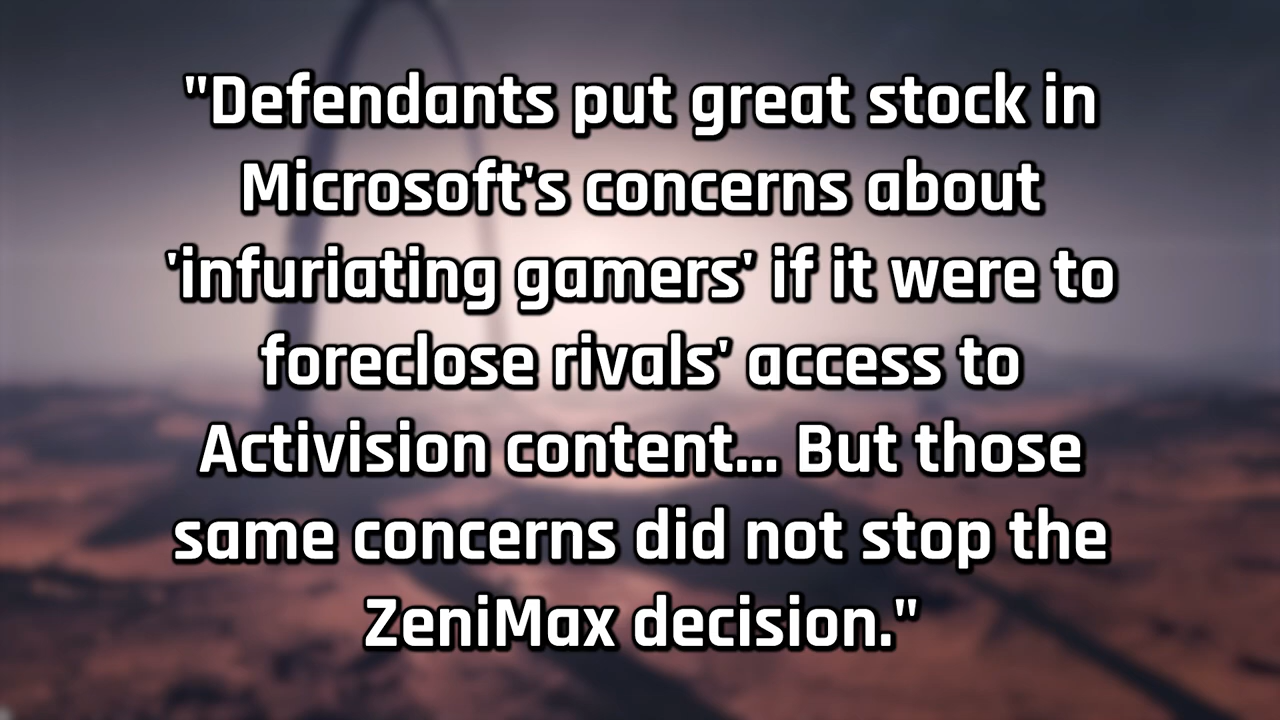 "Defendants put great stock in
Microsoft's concerns about
'infuriating gamers' if it were to
foreclose rivals' access to
Activision content... But those
same concerns did not stop the
ZeniMax decision."